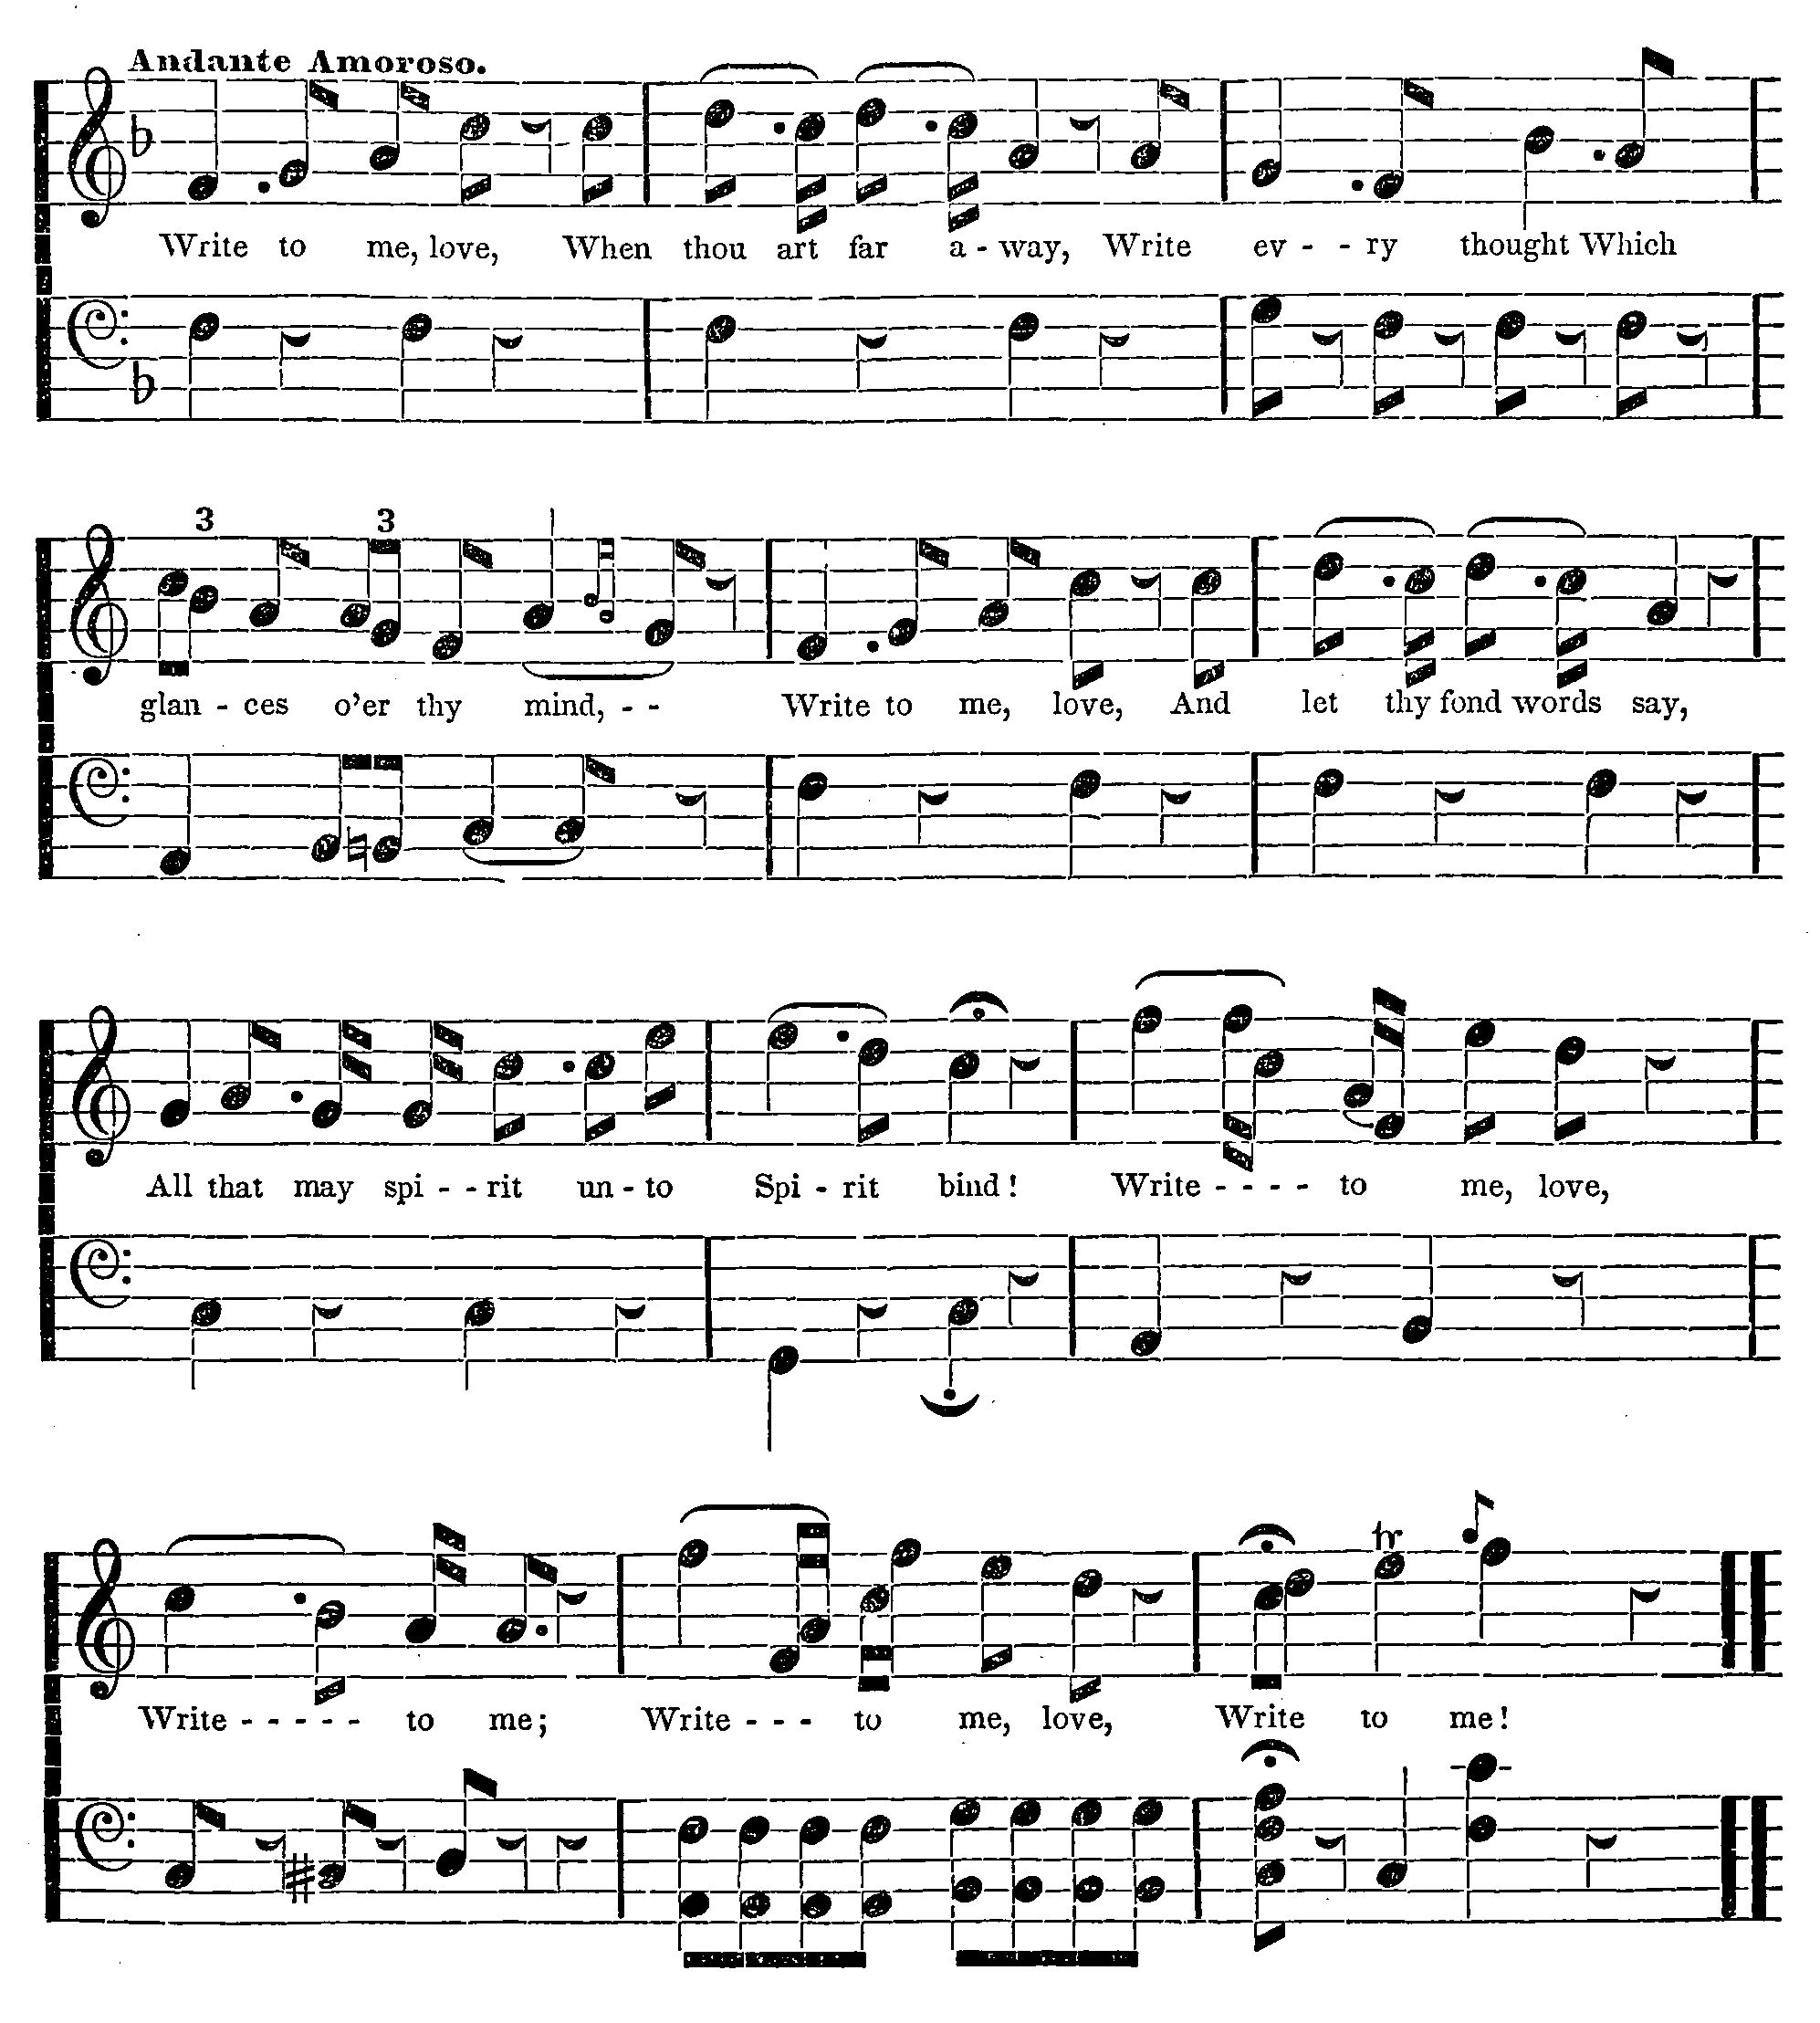 Andante Amoroso.
Write to me, love, When thou art far a - way, Write ev - - ry thought Which
3 3
glan - ces o’er thy mind, - - Write to me, love, And let thy fond words say,
All that may spi - - rit un - to Spi - rit bind! Write - - - - to me, love,
tr
Write - - - - - to me; Write - - - to me, love, Write to me!